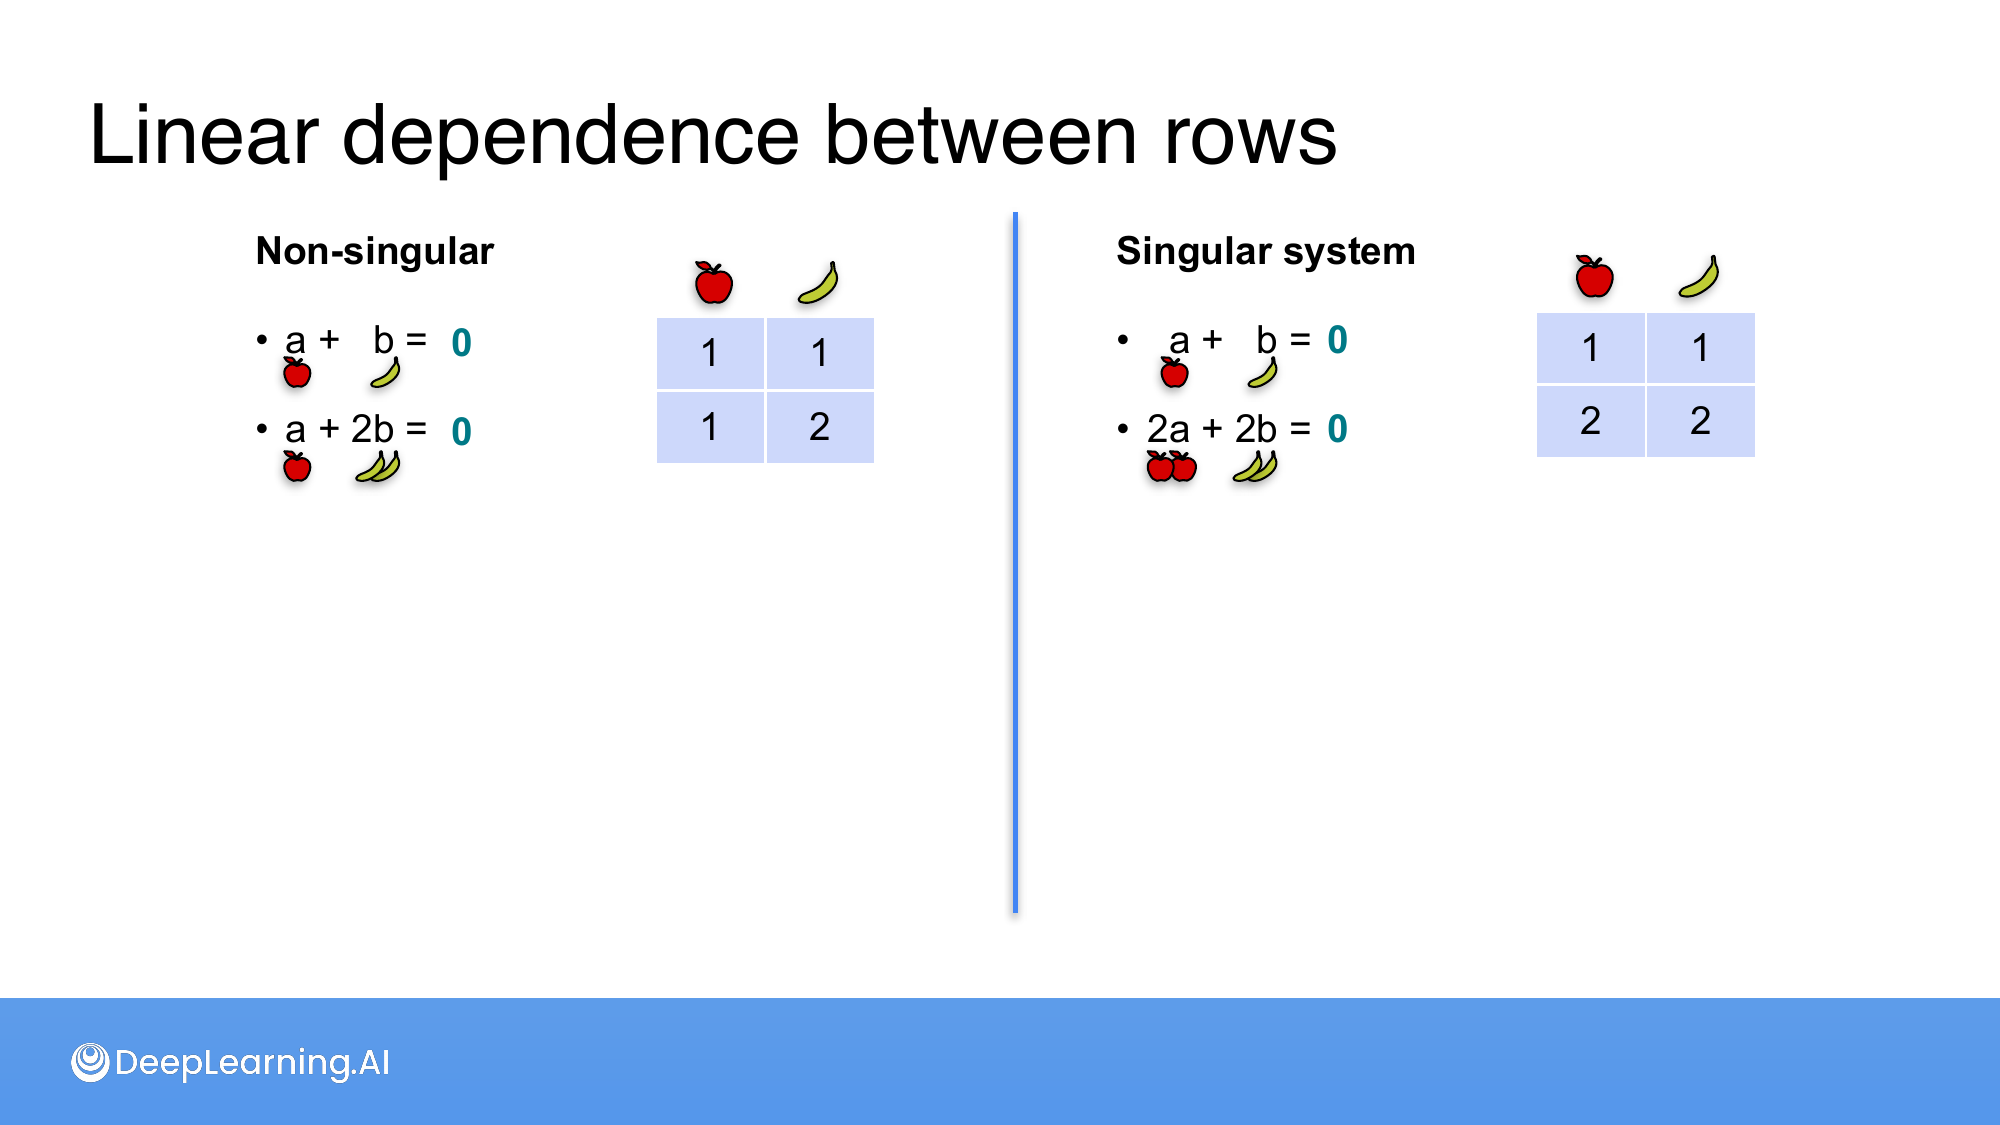 Linear dependence between rows
Non-singular
• a + b = 0
• a + 2b = 0
1 1
1 2
Singular system
• a + b = 0
• 2a + 2b = 0
1 1
2 2
DeepLearning.AI